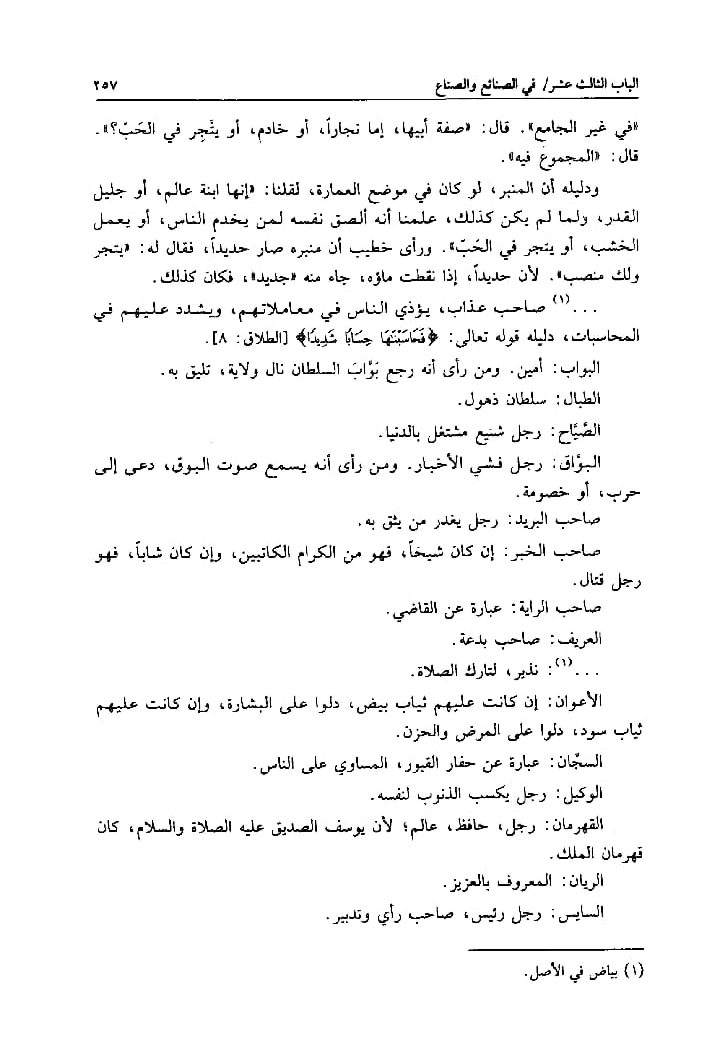 الباب الثالث عشر/ في الصنائع والصناع ٢٥٧
«في غير الجامع». قال: «صفة أبيها، إما نجاراً، أو خادم، أو يتْجِر في الحَبّ؟».
قال: «المجموع فيه».
ودليله أن المنبر، لو كان في موضع العمارة، لقلنا: «إنها ابنة عالم، أو جليل
القدر، ولما لم يكن كذلك، علمنا أنه ألصق نفسه لمن يخدم الناس، أو يعمل
الخشب، أو يتجر في الحَبّ». ورأى خطيب أن منبره صار حديداً، فقال له: «يتجر
ولك منصب». لأن حديداً، إذا نقطت ماؤه، جاء منه «جديد»، فكان كذلك.
...(١) صاحب عذاب، يؤذي الناس في معاملاتهم، ويشدد عليهم في
المحاسبات، دليله قوله تعالى: ﴿فَحَاسَبْنَهَا حِسَابًا شَدِيدًا﴾ [الطلاق: ٨].
البواب: أمين. ومن رأى أنه رجع بَوَّابَ السلطان نال ولاية، تليق به.
الطبال: سلطان ذهول.
الصَّيَّاح: رجل شنيع مشتغل بالدنيا.
البوَّاق: رجل فشي الأخبار. ومن رأى أنه يسمع صوت البوق، دعى إلى
حرب، أو خصومة.
صاحب البريد: رجل يغدر من يثق به.
صاحب الخبر: إن كان شيخاً، فهو من الكرام الكاتبين، وإن كان شاباً، فهو
رجل قتال.
صاحب الراية: عبارة عن القاضي.
العريف: صاحب بدعة.
...(١): نذير، لتارك الصلاة.
الأعوان: إن كانت عليهم ثياب بيض، دلوا على البشارة، وإن كانت عليهم
ثياب سود، دلوا على المرض والحزن.
السجّان: عبارة عن حفار القبور، المساوي على الناس.
الوكيل: رجل يكسب الذنوب لنفسه.
القهرمان: رجل، حافظ، عالم؛ لأن يوسف الصديق عليه الصلاة والسلام، كان
قهرمان الملك.
الريان: المعروف بالعزيز.
السايس: رجل رئيس، صاحب رأي وتدبير.
(١) بياض في الأصل.